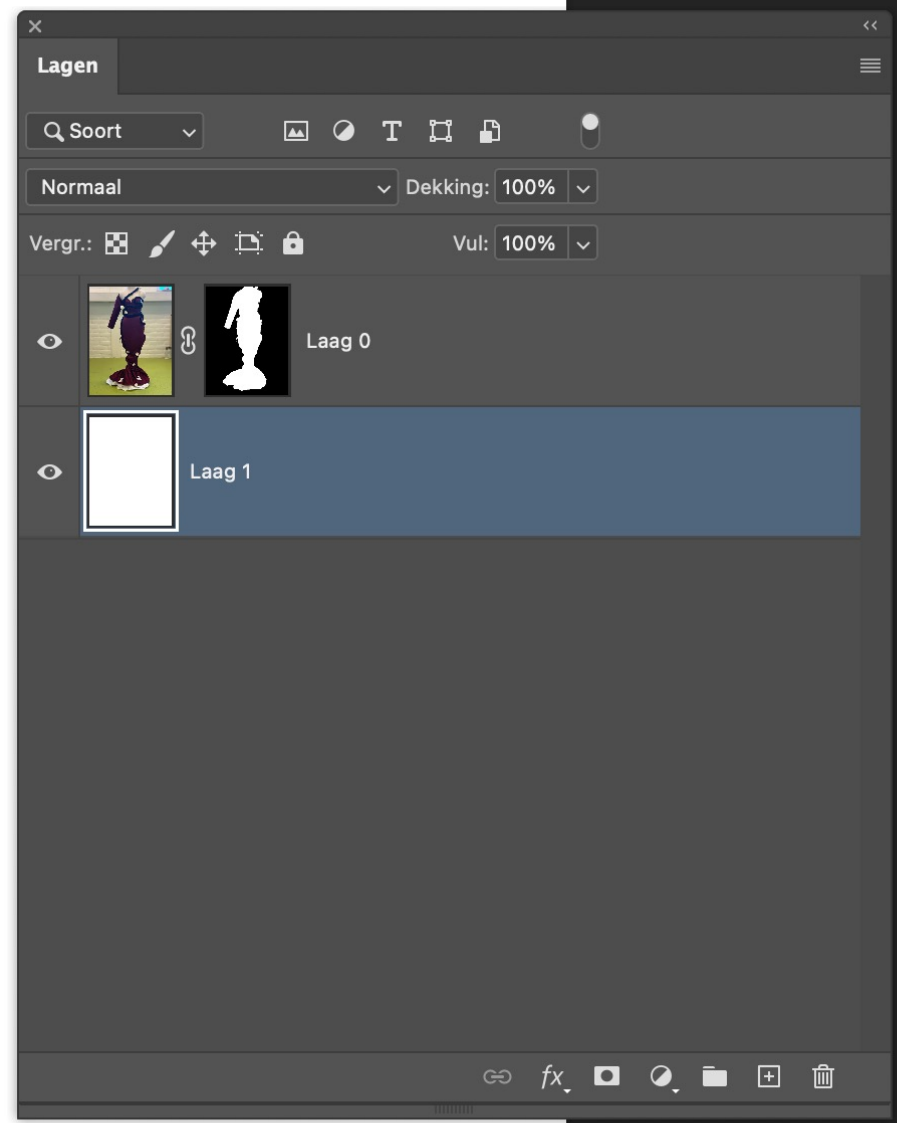 Lagen
Soort
Normaal Dekking: 100%
Vergr.: Vul: 100%
Laag 0
Laag 1
fx